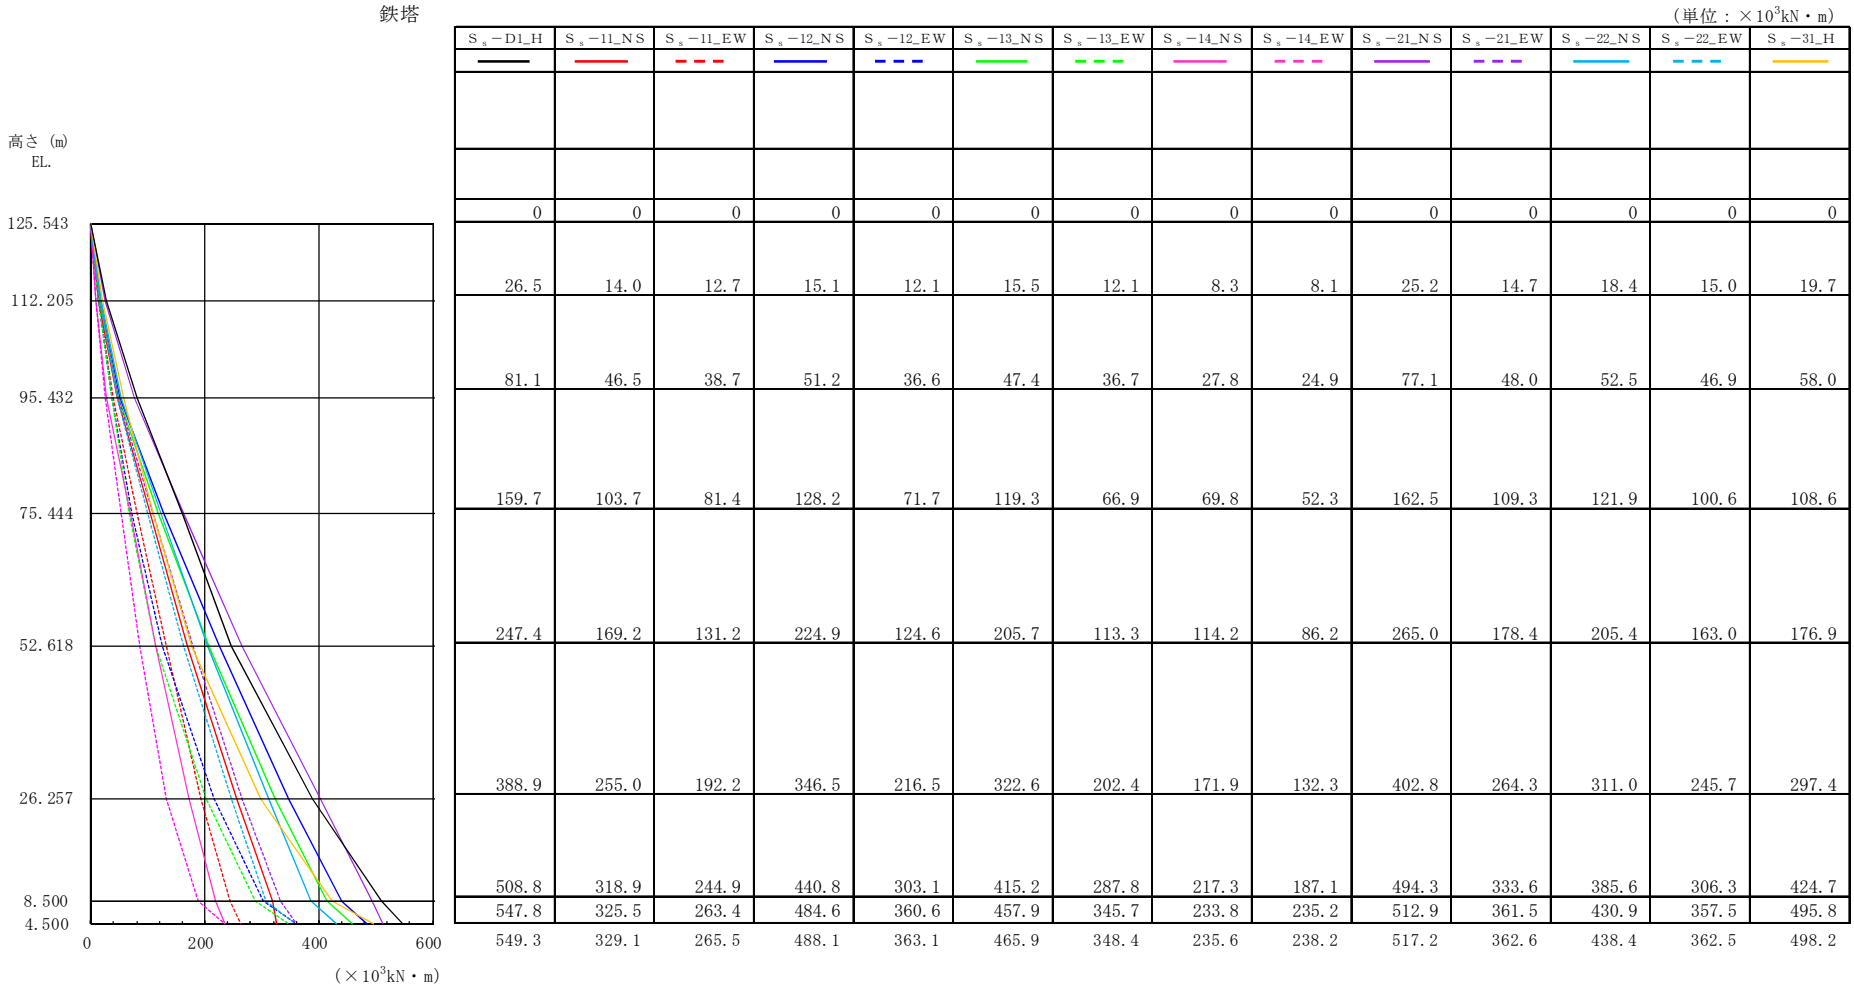 鉄塔
(単位：×10³kN・m)
Sₛ－D1_H Sₛ－11_NS Sₛ－11_EW Sₛ－12_NS Sₛ－12_EW Sₛ－13_NS Sₛ－13_EW Sₛ－14_NS Sₛ－14_EW Sₛ－21_NS Sₛ－21_EW Sₛ－22_NS Sₛ－22_EW Sₛ－31_H
高さ (m)
EL.
0 0 0 0 0 0 0 0 0 0 0 0 0 0
125.543
26.5 14.0 12.7 15.1 12.1 15.5 12.1 8.3 8.1 25.2 14.7 18.4 15.0 19.7
112.205
81.1 46.5 38.7 51.2 36.6 47.4 36.7 27.8 24.9 77.1 48.0 52.5 46.9 58.0
95.432
159.7 103.7 81.4 128.2 71.7 119.3 66.9 69.8 52.3 162.5 109.3 121.9 100.6 108.6
75.444
247.4 169.2 131.2 224.9 124.6 205.7 113.3 114.2 86.2 265.0 178.4 205.4 163.0 176.9
52.618
388.9 255.0 192.2 346.5 216.5 322.6 202.4 171.9 132.3 402.8 264.3 311.0 245.7 297.4
26.257
508.8 318.9 244.9 440.8 303.1 415.2 287.8 217.3 187.1 494.3 333.6 385.6 306.3 424.7
8.500
547.8 325.5 263.4 484.6 360.6 457.9 345.7 233.8 235.2 512.9 361.5 430.9 357.5 495.8
4.500
549.3 329.1 265.5 488.1 363.1 465.9 348.4 235.6 238.2 517.2 362.6 438.4 362.5 498.2
0 200 400 600
(×10³kN・m)